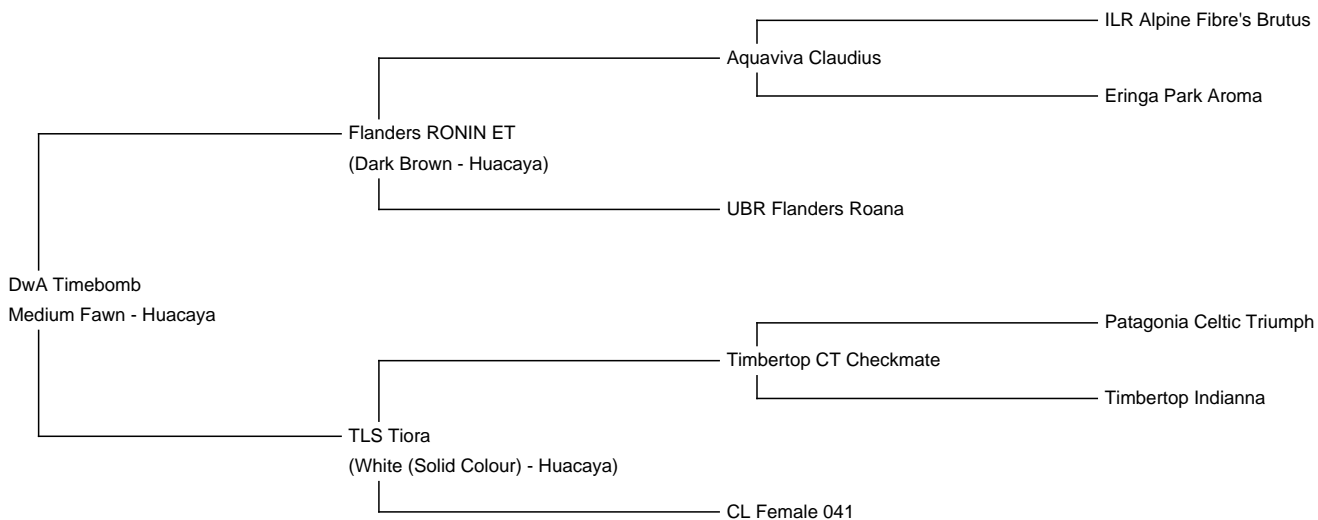 ILR Alpine Fibre's Brutus
Aquaviva Claudius
Eringa Park Aroma
Flanders RONIN ET
(Dark Brown - Huacaya)
UBR Flanders Roana
DwA Timebomb
Medium Fawn - Huacaya
Patagonia Celtic Triumph
Timbertop CT Checkmate
Timbertop Indianna
TLS Tiora
(White (Solid Colour) - Huacaya)
CL Female 041